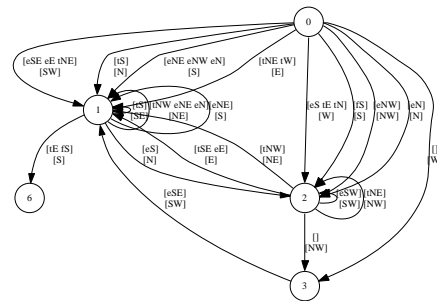 0
[eSE eE tNE]
[SW]
[tS]
[N]
[eNE eNW eN]
[S]
[tNE tW]
[E]
[eS tE tN]
[W]
[fS]
[S]
[eNW]
[NW]
[eN]
[N]
[]
1
[tS]
[SE]
[tNW eNE eN]
[NE]
[eNE]
[S]
[tE fS]
[S]
[eS]
[N]
[tSE eE]
[E]
[tNW]
[NE]
6
2
[eSW]
[SW]
[tNE]
[NW]
[eSE]
[SW]
[]
[NW]
3